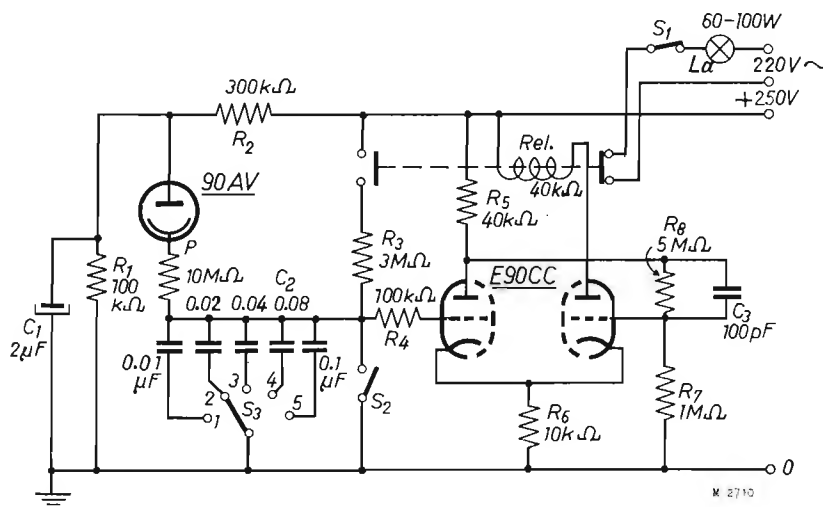 S1
60-100W
La
220V ~
+250V
300kΩ
R2
Rel.
40kΩ
90AV
P
R5
40kΩ
R8
5MΩ
R3
3MΩ
R1
100
kΩ
10MΩ
C2
E90CC
0.02 0.04 0.08
100kΩ
R4
C3
100pF
C1
2µF
0.01
µF
0.1
µF
1
2
3
4
5
S3
S2
R6
10kΩ
R7
1MΩ
0
M 2710